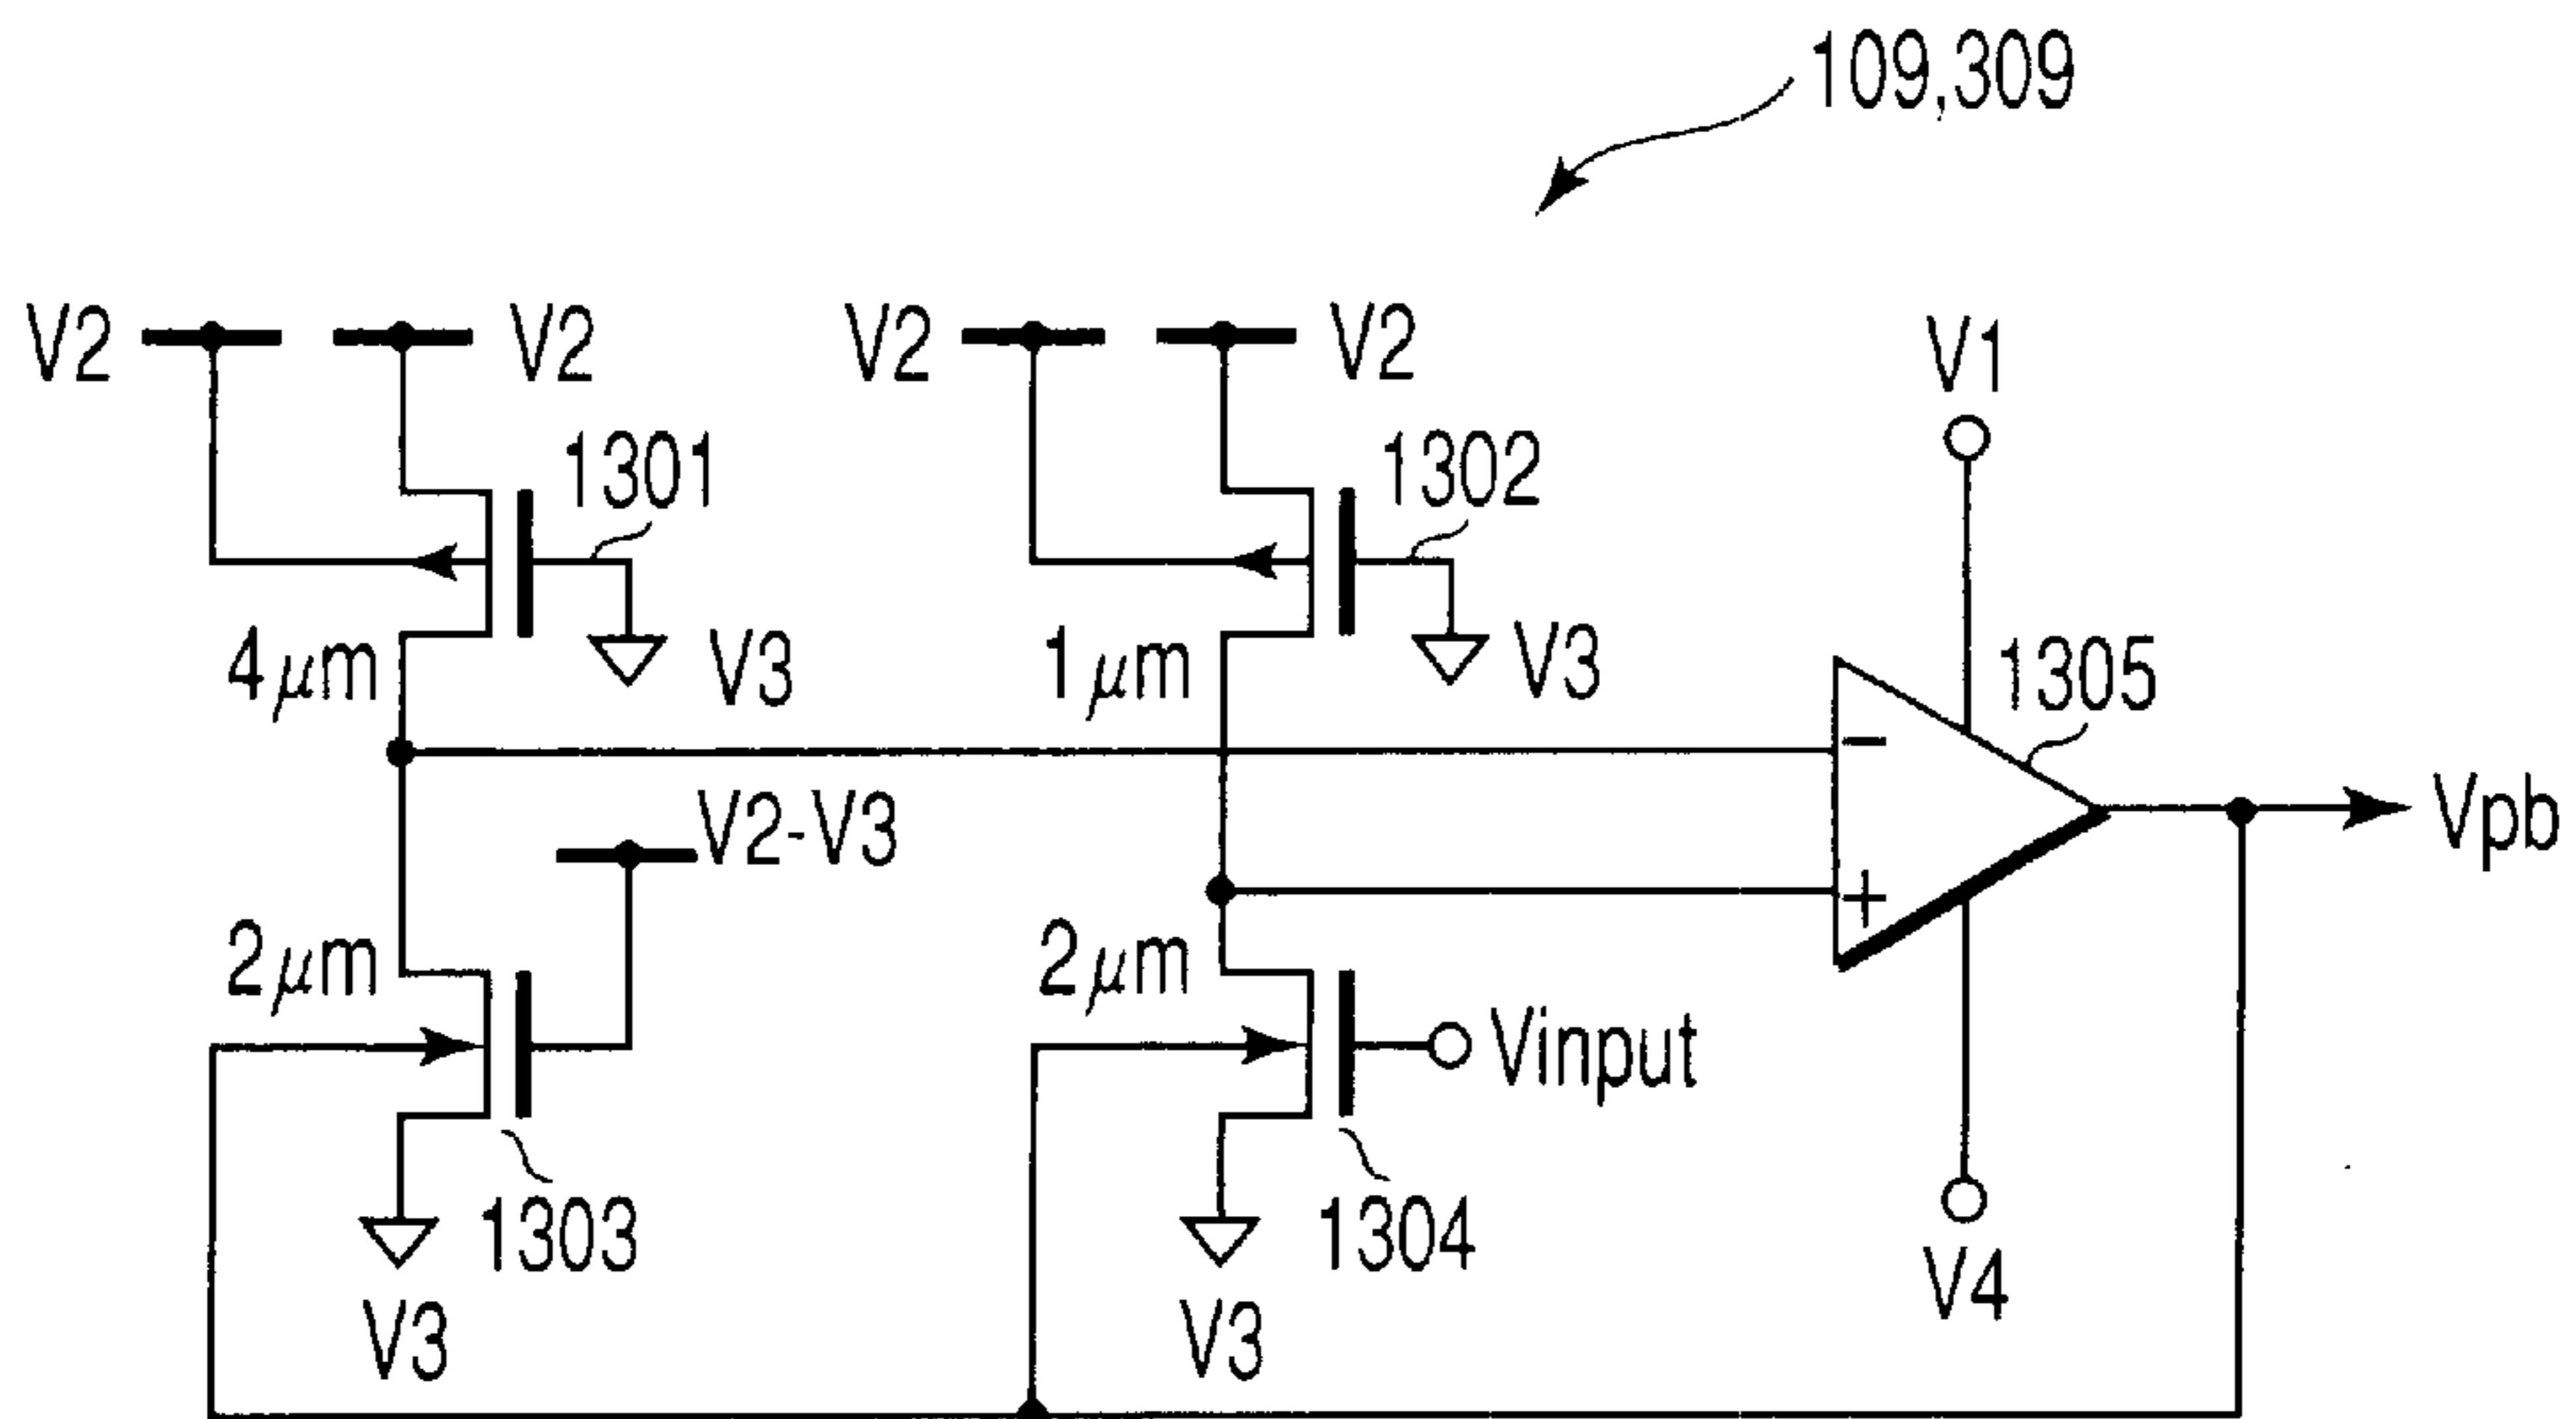 109,309
V2
V2
V2
V2
V1
1301
1302
1305
4μm
V3
1μm
V3
−
V2-V3
Vpb
+
2μm
2μm
Vinput
1303
1304
V4
V3
V3